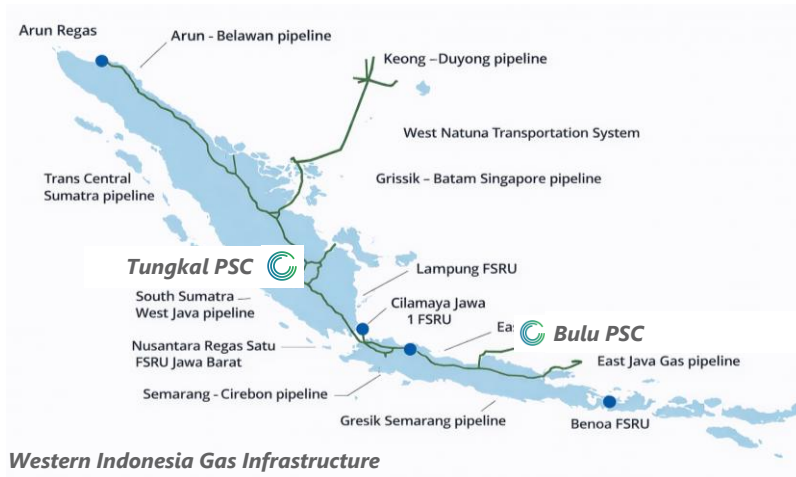 Arun Regas
Arun - Belawan pipeline
Keong –Duyong pipeline
West Natuna Transportation System
Trans Central
Sumatra pipeline
Grissik – Batam Singapore pipeline
Tungkal PSC
Lampung FSRU
South Sumatra
West Java pipeline
Cilamaya Jawa
1 FSRU
Bulu PSC
Nusantara Regas Satu
FSRU Jawa Barat
East Java Gas pipeline
Semarang - Cirebon pipeline
Gresik Semarang pipeline
Benoa FSRU
Western Indonesia Gas Infrastructure